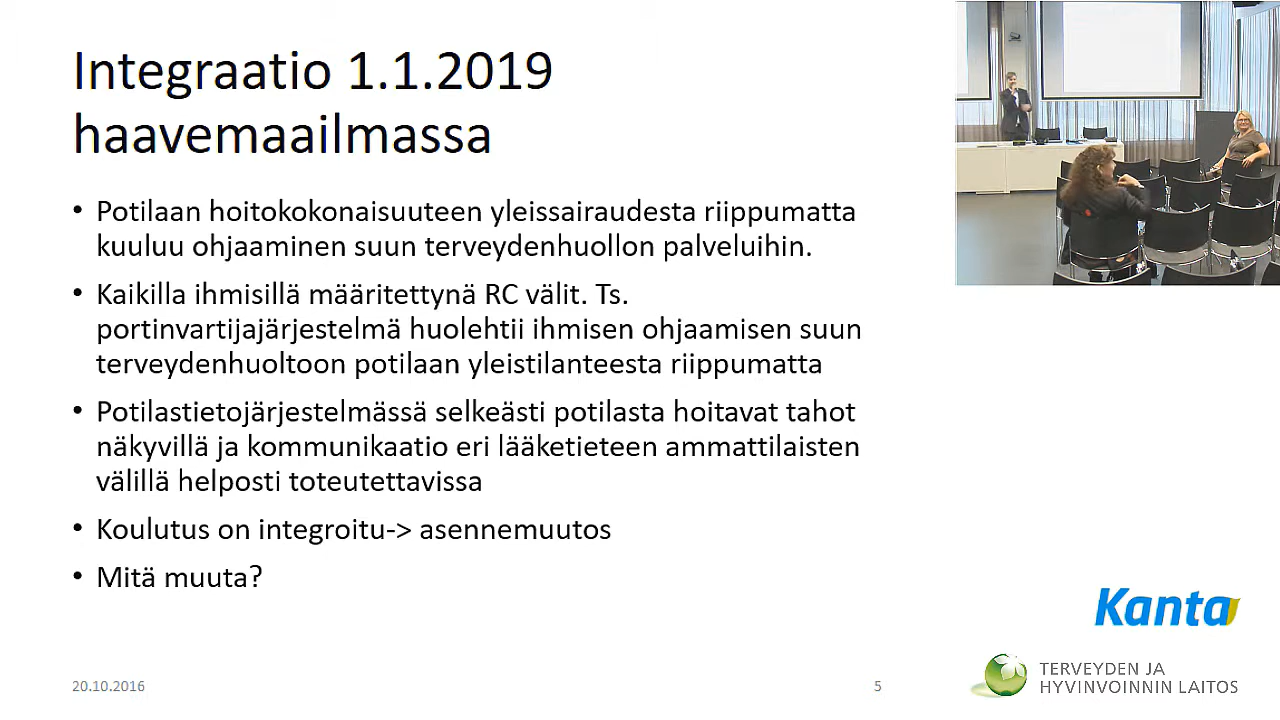 Integraatio 1.1.2019
haavemaailmassa
• Potilaan hoitokokonaisuuteen yleissairaudesta riippumatta
kuuluu ohjaaminen suun terveydenhuollon palveluihin.
• Kaikilla ihmisillä määritettynä RC välit. Ts.
portinvartijajärjestelmä huolehtii ihmisen ohjaamisen suun
terveydenhuoltoon potilaan yleistilanteesta riippumatta
• Potilastietojärjestelmässä selkeästi potilasta hoitavat tahot
näkyvillä ja kommunikaatio eri lääketieteen ammattilaisten
välillä helposti toteutettavissa
• Koulutus on integroitu-> asennemuutos
• Mitä muuta?
Kanta
20.10.2016
5
TERVEYDEN JA
HYVINVOINNIN LAITOS